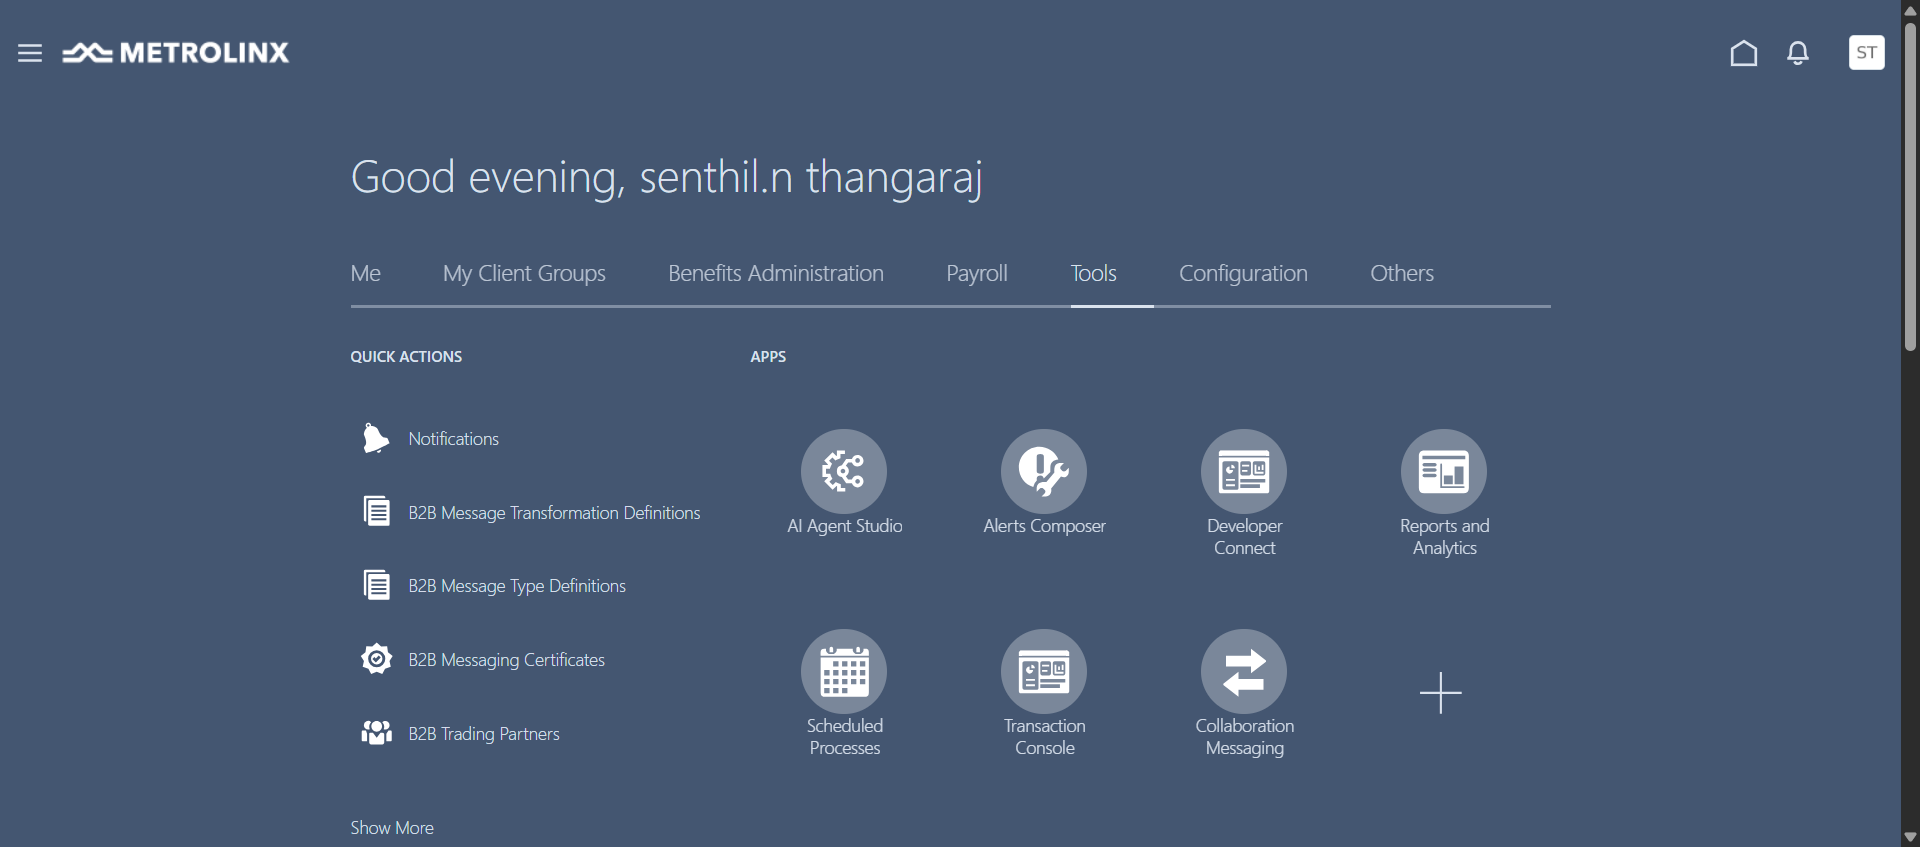 METROLINX
ST
Good evening, senthil.n thangaraj
Me
My Client Groups
Benefits Administration
Payroll
Tools
Configuration
Others
QUICK ACTIONS
Notifications
B2B Message Transformation Definitions
B2B Message Type Definitions
B2B Messaging Certificates
B2B Trading Partners
Show More
APPS
AI Agent Studio
Alerts Composer
Developer
Connect
Reports and
Analytics
Scheduled
Processes
Transaction
Console
Collaboration
Messaging